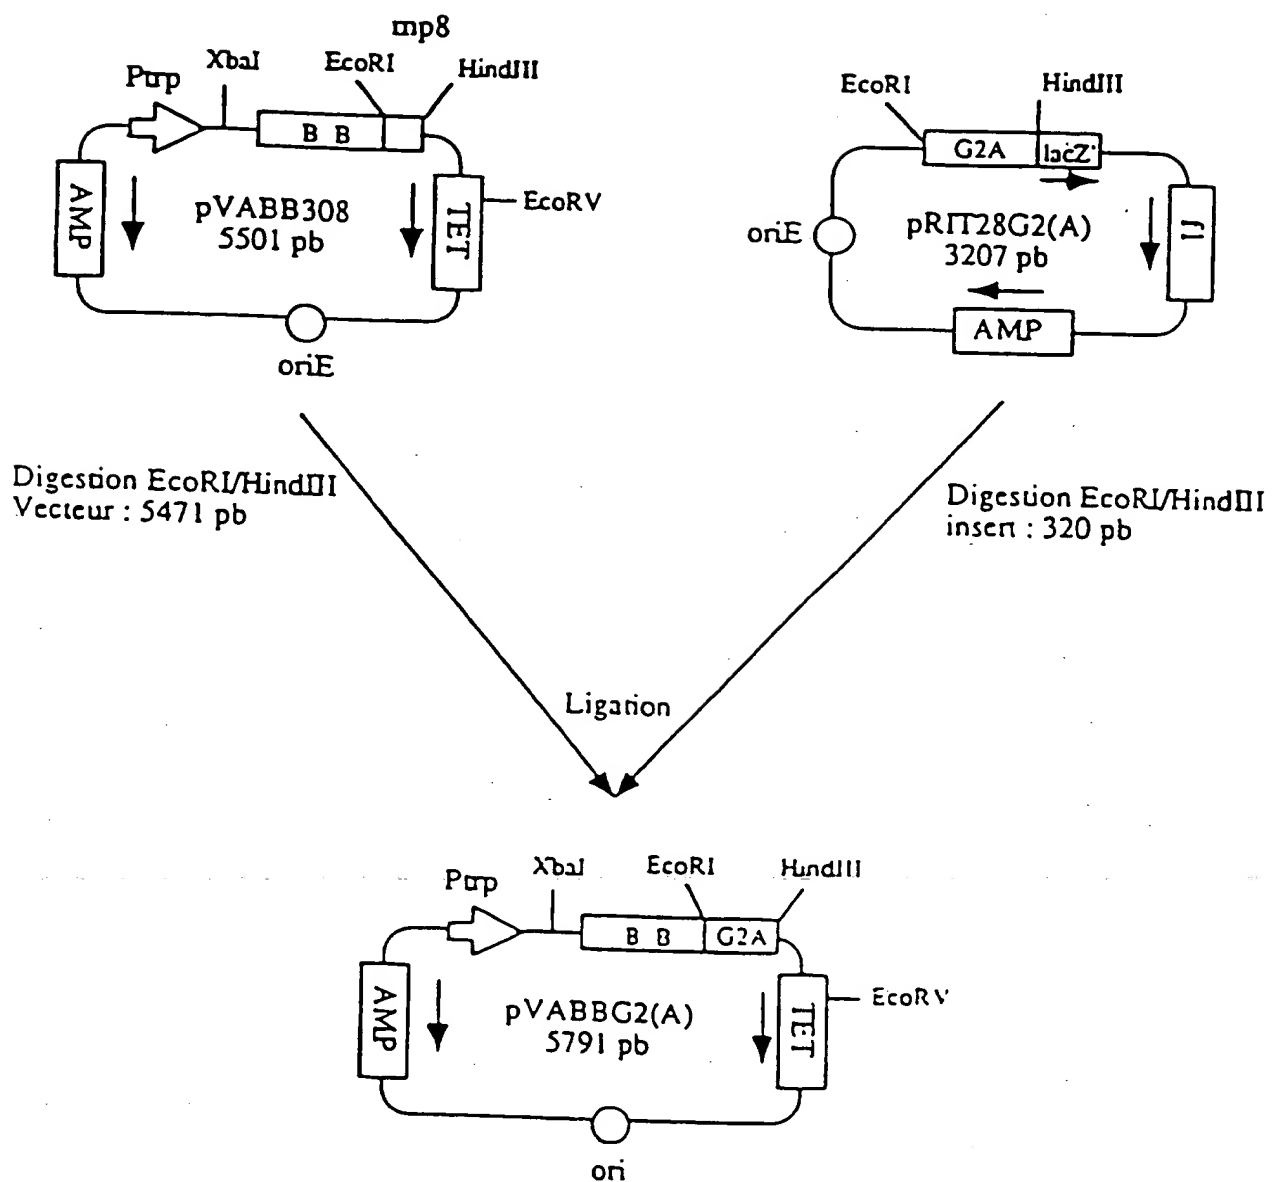 mp8
Ptrp
XbaI
EcoRI
HindIII
B B
AMP
pVABB308
5501 pb
TET
EcoRV
oriE
EcoRI
HindIII
G2A
lacZ'
oriE
pRIT28G2(A)
3207 pb
f1
AMP
Digestion EcoRI/HindIII
Vecteur : 5471 pb
Digestion EcoRI/HindIII
insert : 320 pb
Ligation
Ptrp
XbaI
EcoRI
HindIII
B B
G2A
AMP
pVABBG2(A)
5791 pb
TET
EcoRV
ori